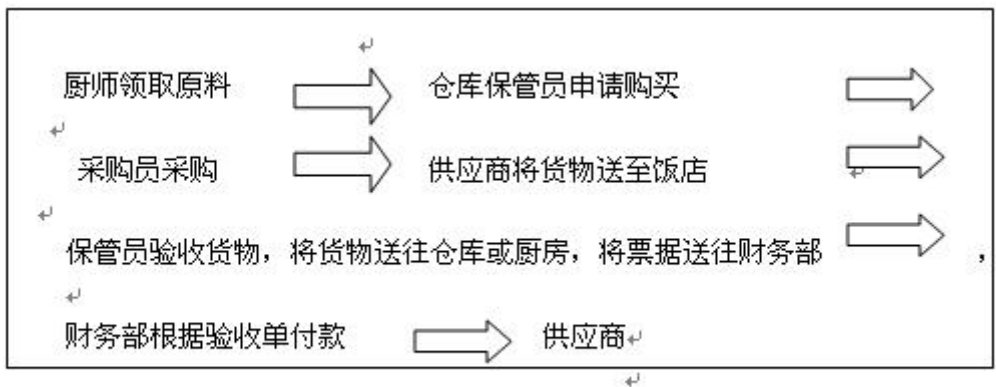 厨师领取原料 仓库保管员申请购买
采购员采购 供应商将货物送至饭店
保管员验收货物，将货物送往仓库或厨房，将票据送往财务部 ，
财务部根据验收单付款 供应商